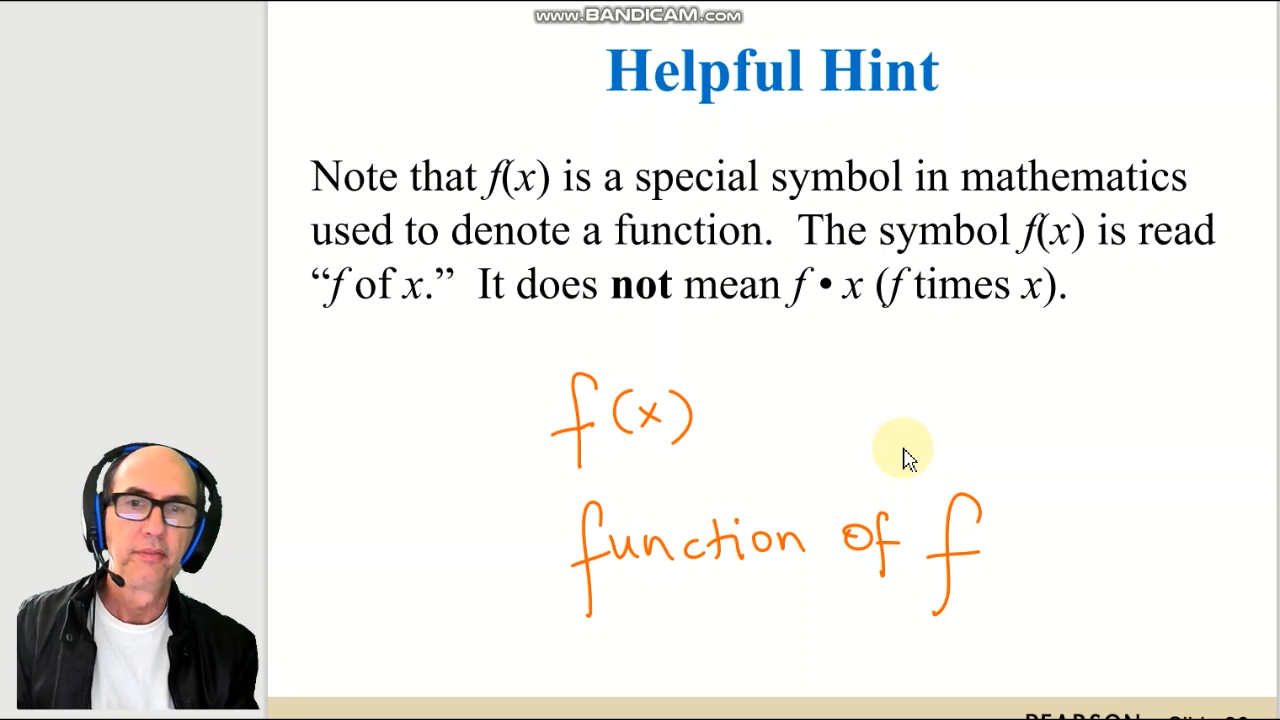 www.BANDICAM.com
Helpful Hint
Note that f(x) is a special symbol in mathematics
used to denote a function. The symbol f(x) is read
“f of x.” It does not mean f • x (f times x).
f(x)
function of f
PEARSON